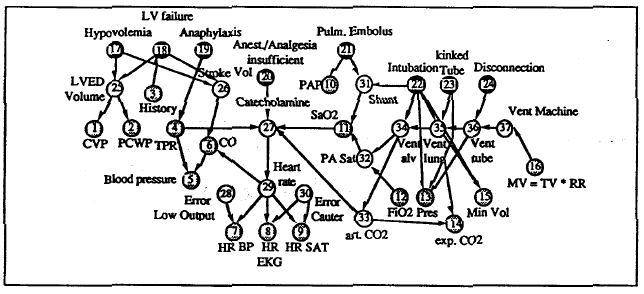 LV failure
Hypovolemia
Anaphylaxis
Pulm. Embolus
17
18
19
Anest./Analgesia
insufficient
21
Intubation
kinked
Tube
Disconnection
LVED
Volume
25
3
Stroke Vol
26
20
PAP
10
31
Shunt
22
23
24
History
Catecholamine
SaO2
Vent Machine
1
2
4
27
11
34
35
36
37
CVP
PCWP
TPR
6
CO
PA Sat
32
Vent
alv
Vent
lung
Vent
tube
16
MV = TV * RR
Blood pressure
5
Heart
rate
Error
Low Output
28
29
30
Error
Cauter
12
13
15
33
FiO2
Pres
Min Vol
7
8
9
art. CO2
14
exp. CO2
HR BP
HR
EKG
HR SAT